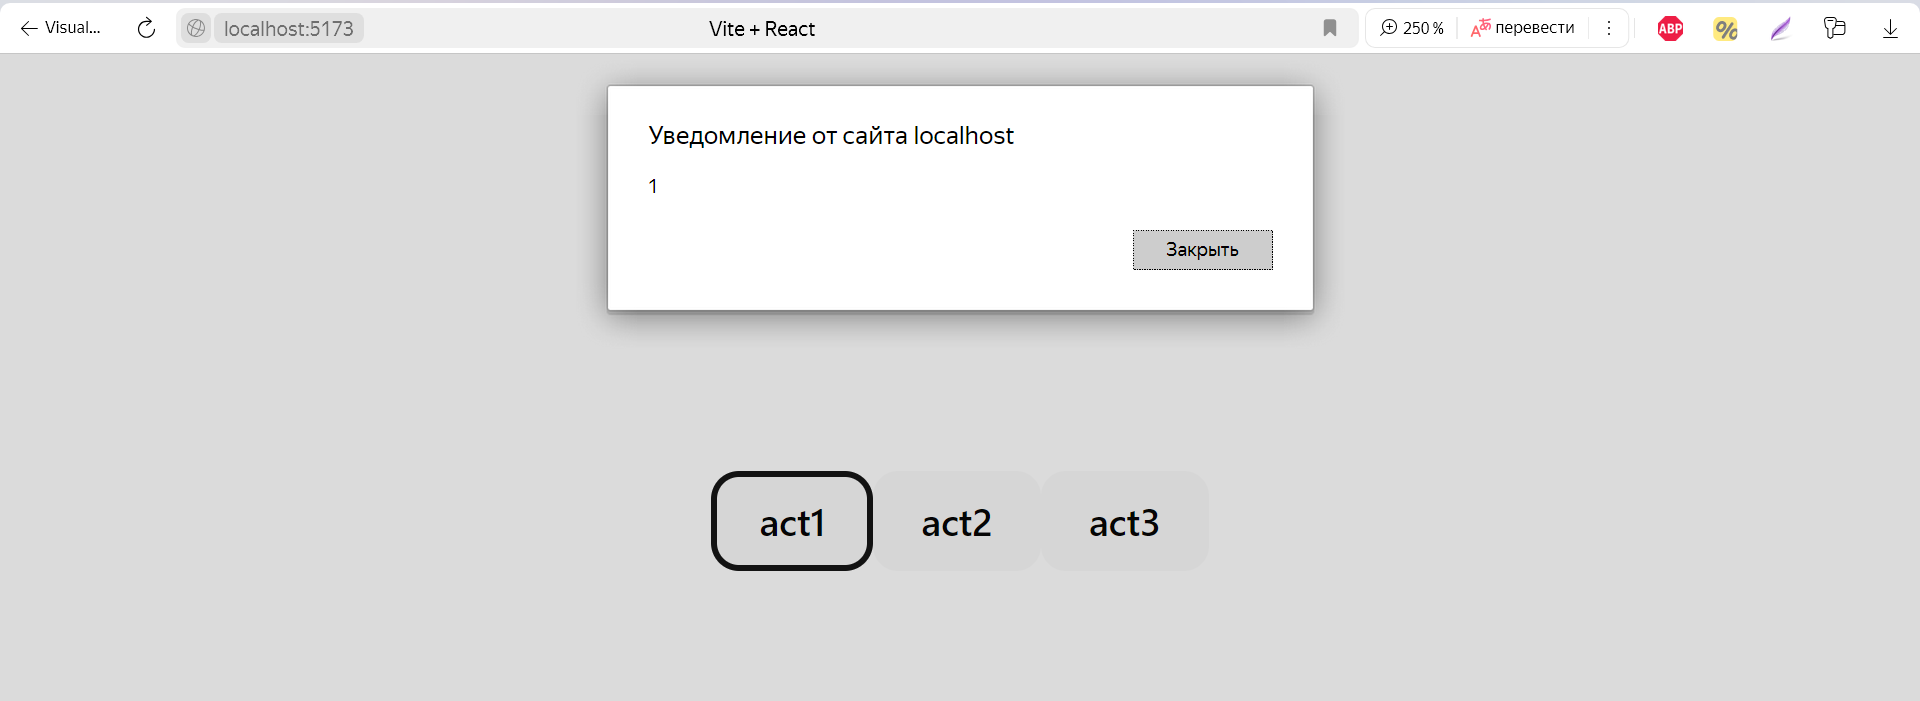 Visual...
localhost:5173
Vite + React
250 %
перевести
ABP
%
Уведомление от сайта localhost
1
Закрыть
act1
act2
act3